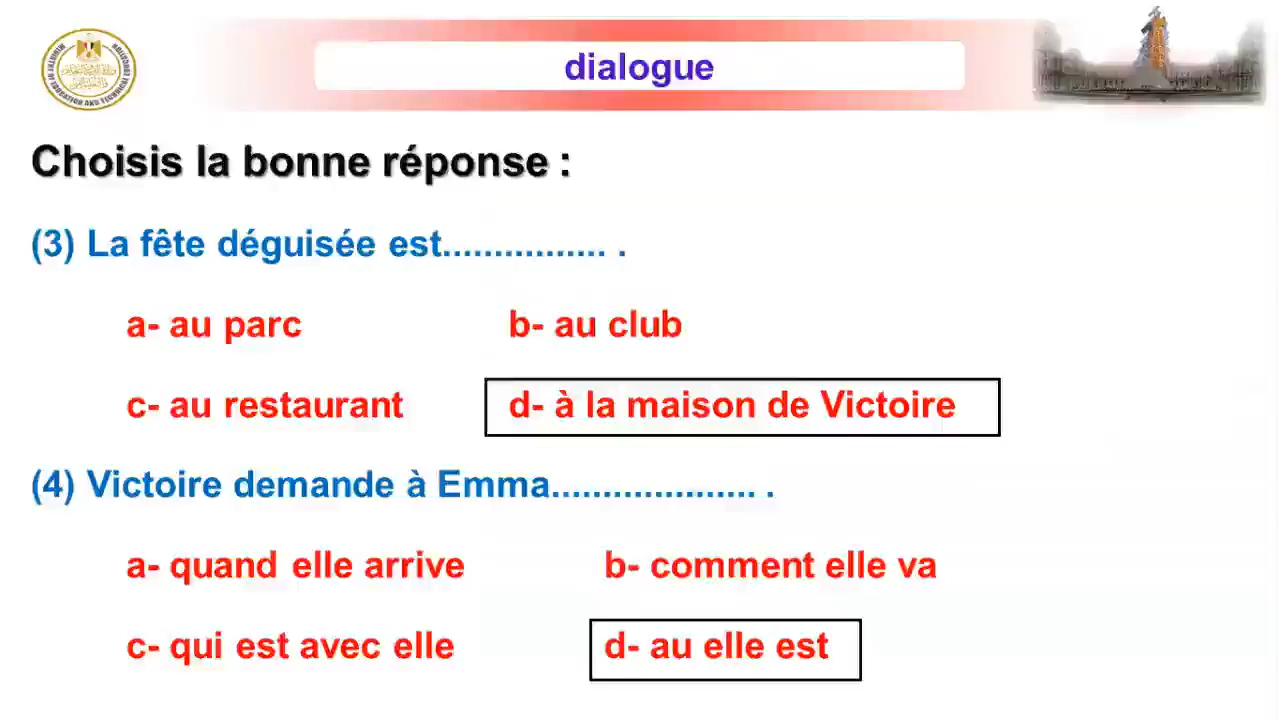 dialogue
Choisis la bonne réponse :
(3) La fête déguisée est................ .
a- au parc b- au club
c- au restaurant d- à la maison de Victoire
(4) Victoire demande à Emma.................... .
a- quand elle arrive b- comment elle va
c- qui est avec elle d- au elle est